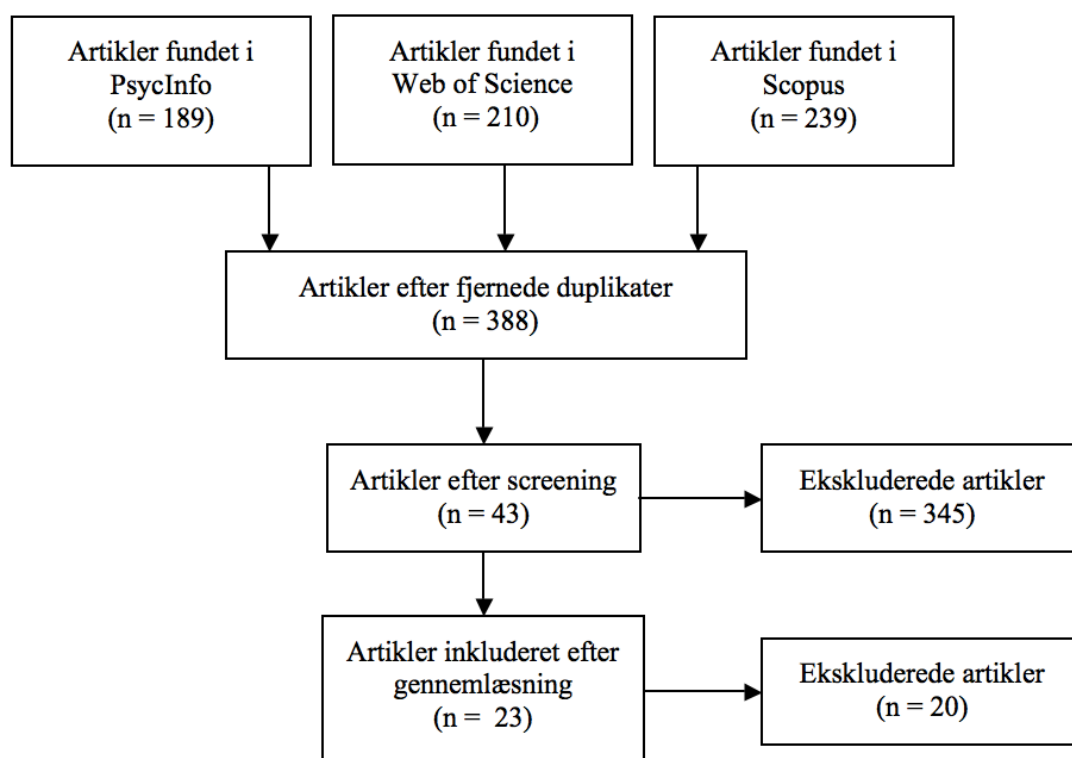 Artikler fundet i
PsycInfo
(n = 189)
Artikler fundet i
Web of Science
(n = 210)
Artikler fundet i
Scopus
(n = 239)
Artikler efter fjernede duplikater
(n = 388)
Artikler efter screening
(n = 43)
Ekskluderede artikler
(n = 345)
Artikler inkluderet efter
gennemlæsning
(n = 23)
Ekskluderede artikler
(n = 20)